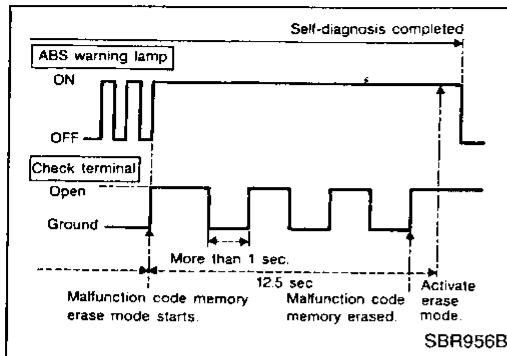 Self-diagnosis completed
ABS warning lamp
ON
OFF
Check terminal
Open
Ground
More than 1 sec.
12.5 sec
Malfunction code memory
erase mode starts.
Malfunction code
memory erased.
Activate
erase
mode.
SBR956B